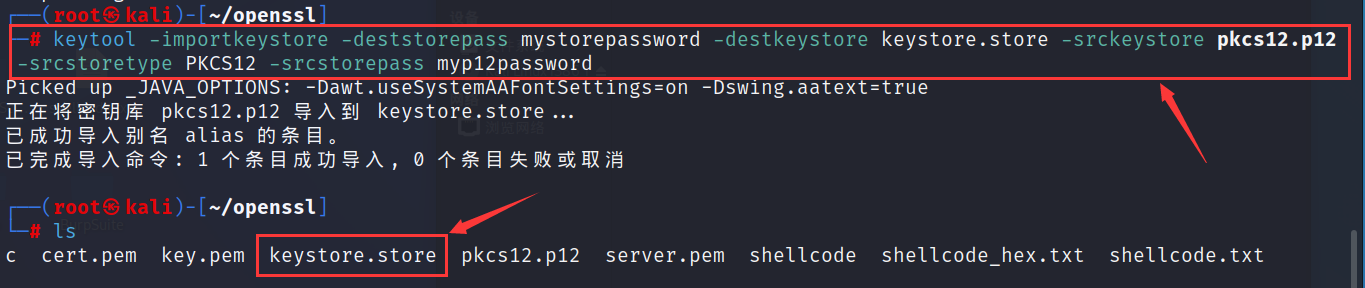 ┌──(root㉿kali)-[~/openssl]
└─# keytool -importkeystore -deststorepass mystorepassword -destkeystore keystore.store -srckeystore pkcs12.p12
-srcstoretype PKCS12 -srcstorepass myp12password
Picked up _JAVA_OPTIONS: -Dawt.useSystemAAFontSettings=on -Dswing.aatext=true
正在将密钥库 pkcs12.p12 导入到 keystore.store...
已成功导入别名 alias 的条目。
已完成导入命令: 1 个条目成功导入, 0 个条目失败或取消
┌──(root㉿kali)-[~/openssl]
└─# ls
c cert.pem key.pem keystore.store pkcs12.p12 server.pem shellcode shellcode_hex.txt shellcode.txt